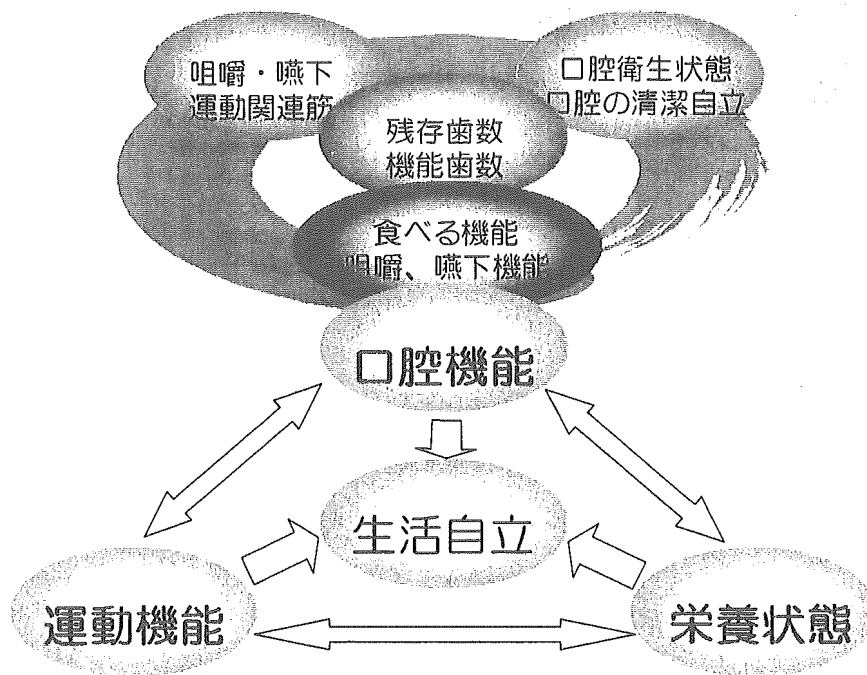 咀嚼・嚥下
運動関連筋
口腔衛生状態
口腔の清潔自立
残存歯数
機能歯数
食べる機能
咀嚼、嚥下機能
口腔機能
生活自立
運動機能
栄養状態